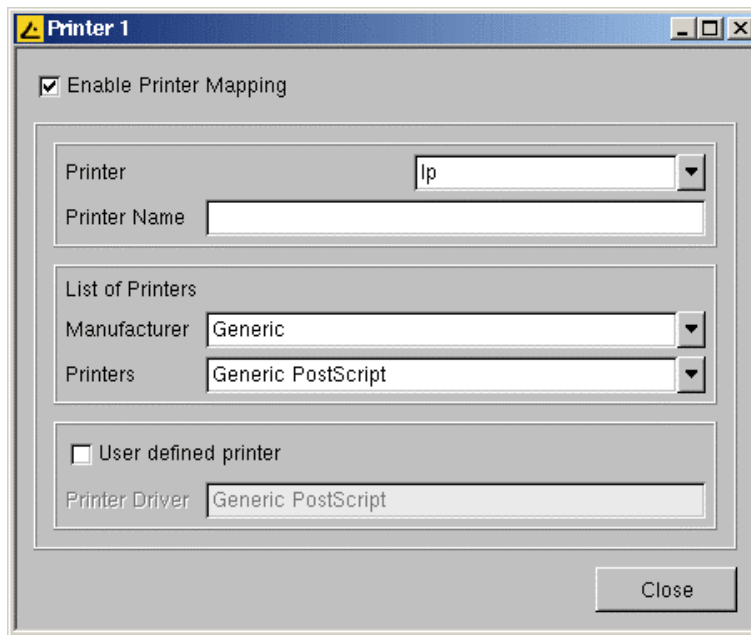 Printer 1
Enable Printer Mapping
Printer lp
Printer Name
List of Printers
Manufacturer Generic
Printers Generic PostScript
User defined printer
Printer Driver Generic PostScript
Close